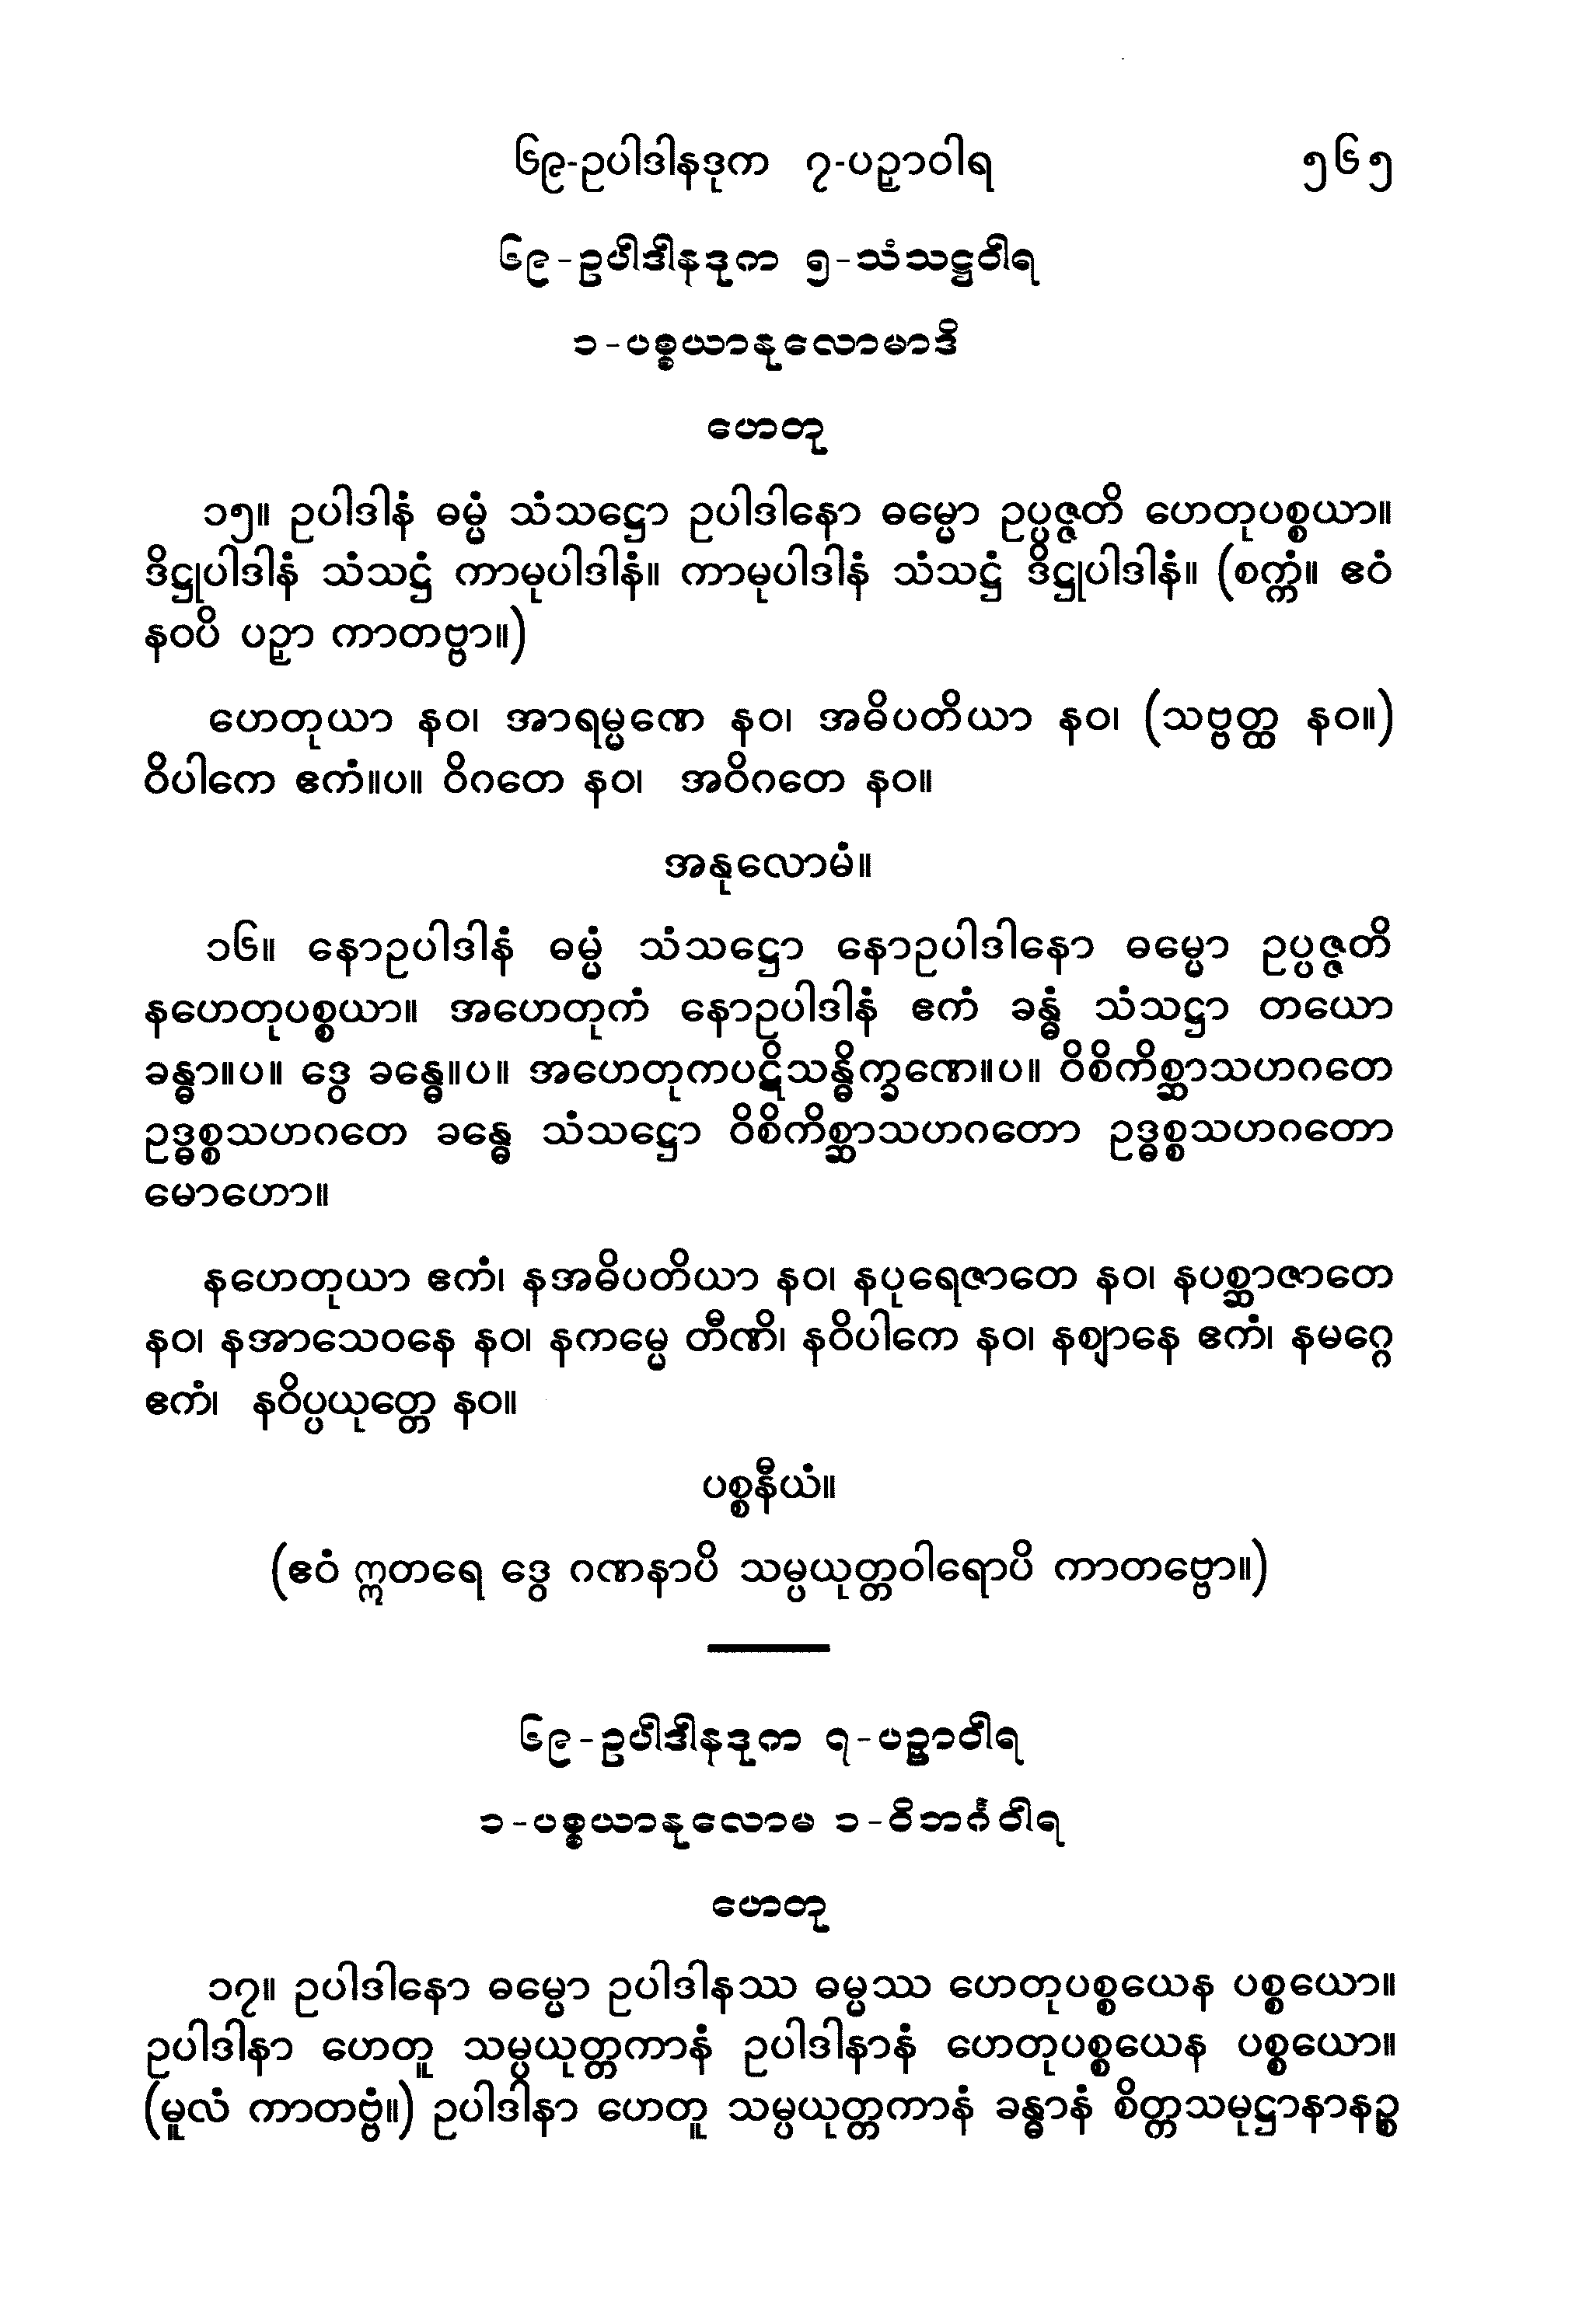 ၆၉-ဥပါဒါနဒုက ၇-ပဉှာဝါရ ၅၆၅
၆၉-ဥပါဒါနဒုက ၅-သံသဋ္ဌဝါရ
၁-ပစ္စယာနုလောမာဒိ
ဟေတု
၁၅။ ဥပါဒါနံ ဓမ္မံ သံသဋ္ဌော ဥပါဒါနော ဓမ္မော ဥပ္ပဇ္ဇတိ ဟေတုပစ္စယာ။
ဒိဋ္ဌုပါဒါနံ သံသဋ္ဌံ ကာမုပါဒါနံ။ ကာမုပါဒါနံ သံသဋ္ဌံ ဒိဋ္ဌုပါဒါနံ။ (စက္ကံ။ ဧဝံ
နဝပိ ပဉှာ ကာတဗ္ဗာ။)
ဟေတုယာ နဝ၊ အာရမ္မဏေ နဝ၊ အဓိပတိယာ နဝ၊ (သဗ္ဗတ္ထ နဝ။)
ဝိပါကေ ဧကံ။ပ။ ဝိဂတေ နဝ၊ အဝိဂတေ နဝ။
အနုလောမံ။
၁၆။ နောဥပါဒါနံ ဓမ္မံ သံသဋ္ဌော နောဥပါဒါနော ဓမ္မော ဥပ္ပဇ္ဇတိ
နဟေတုပစ္စယာ။ အဟေတုကံ နောဥပါဒါနံ ဧကံ ခန္ဓံ သံသဋ္ဌာ တယော
ခန္ဓာ။ပ။ ဒွေ ခန္ဓေ။ပ။ အဟေတုကပဋိသန္ဓိက္ခဏေ။ပ။ ဝိစိကိစ္ဆာသဟဂတေ
ဥဒ္ဓစ္စသဟဂတေ ခန္ဓေ သံသဋ္ဌော ဝိစိကိစ္ဆာသဟဂတော ဥဒ္ဓစ္စသဟဂတော
မောဟော။
နဟေတုယာ ဧကံ၊ နအဓိပတိယာ နဝ၊ နပုရေဇာတေ နဝ၊ နပစ္ဆာဇာတေ
နဝ၊ နအာသေဝနေ နဝ၊ နကမ္မေ တီဏိ၊ နဝိပါကေ နဝ၊ နဈာနေ ဧကံ၊ နမဂ္ဂေ
ဧကံ၊ နဝိပ္ပယုတ္တေ နဝ။
ပစ္စနီယံ။
(ဧဝံ ဣတရေ ဒွေ ဂဏနာပိ သမ္ပယုတ္တဝါရောပိ ကာတဗ္ဗော။)
၆၉-ဥပါဒါနဒုက ၇-ပဉှာဝါရ
၁-ပစ္စယာနုလောမ ၁-ဝိဘင်္ဂဝါရ
ဟေတု
၁၇။ ဥပါဒါနော ဓမ္မော ဥပါဒါနဿ ဓမ္မဿ ဟေတုပစ္စယေန ပစ္စယော။
ဥပါဒါနာ ဟေတူ သမ္ပယုတ္တကာနံ ဥပါဒါနာနံ ဟေတုပစ္စယေန ပစ္စယော။
(မူလံ ကာတဗ္ဗံ။) ဥပါဒါနာ ဟေတူ သမ္ပယုတ္တကာနံ ခန္ဓာနံ စိတ္တသမုဋ္ဌာနာနဉ္စ